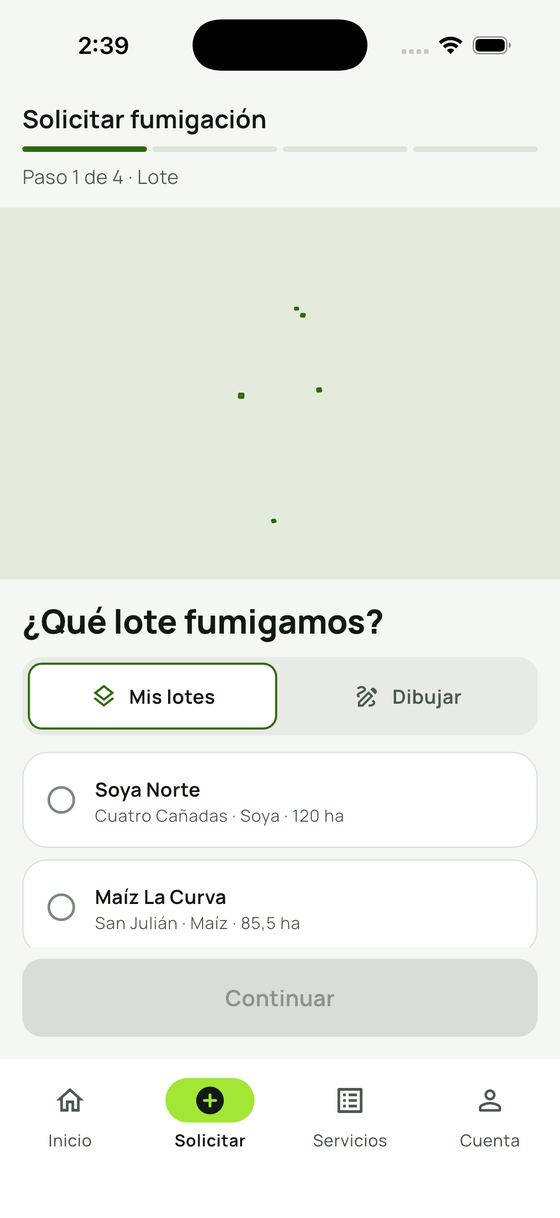 2:39
Solicitar fumigación
Paso 1 de 4 · Lote
¿Qué lote fumigamos?
Mis lotes
Dibujar
Soya Norte
Cuatro Cañadas · Soya · 120 ha
Maíz La Curva
San Julián · Maíz · 85,5 ha
Continuar
Inicio
Solicitar
Servicios
Cuenta